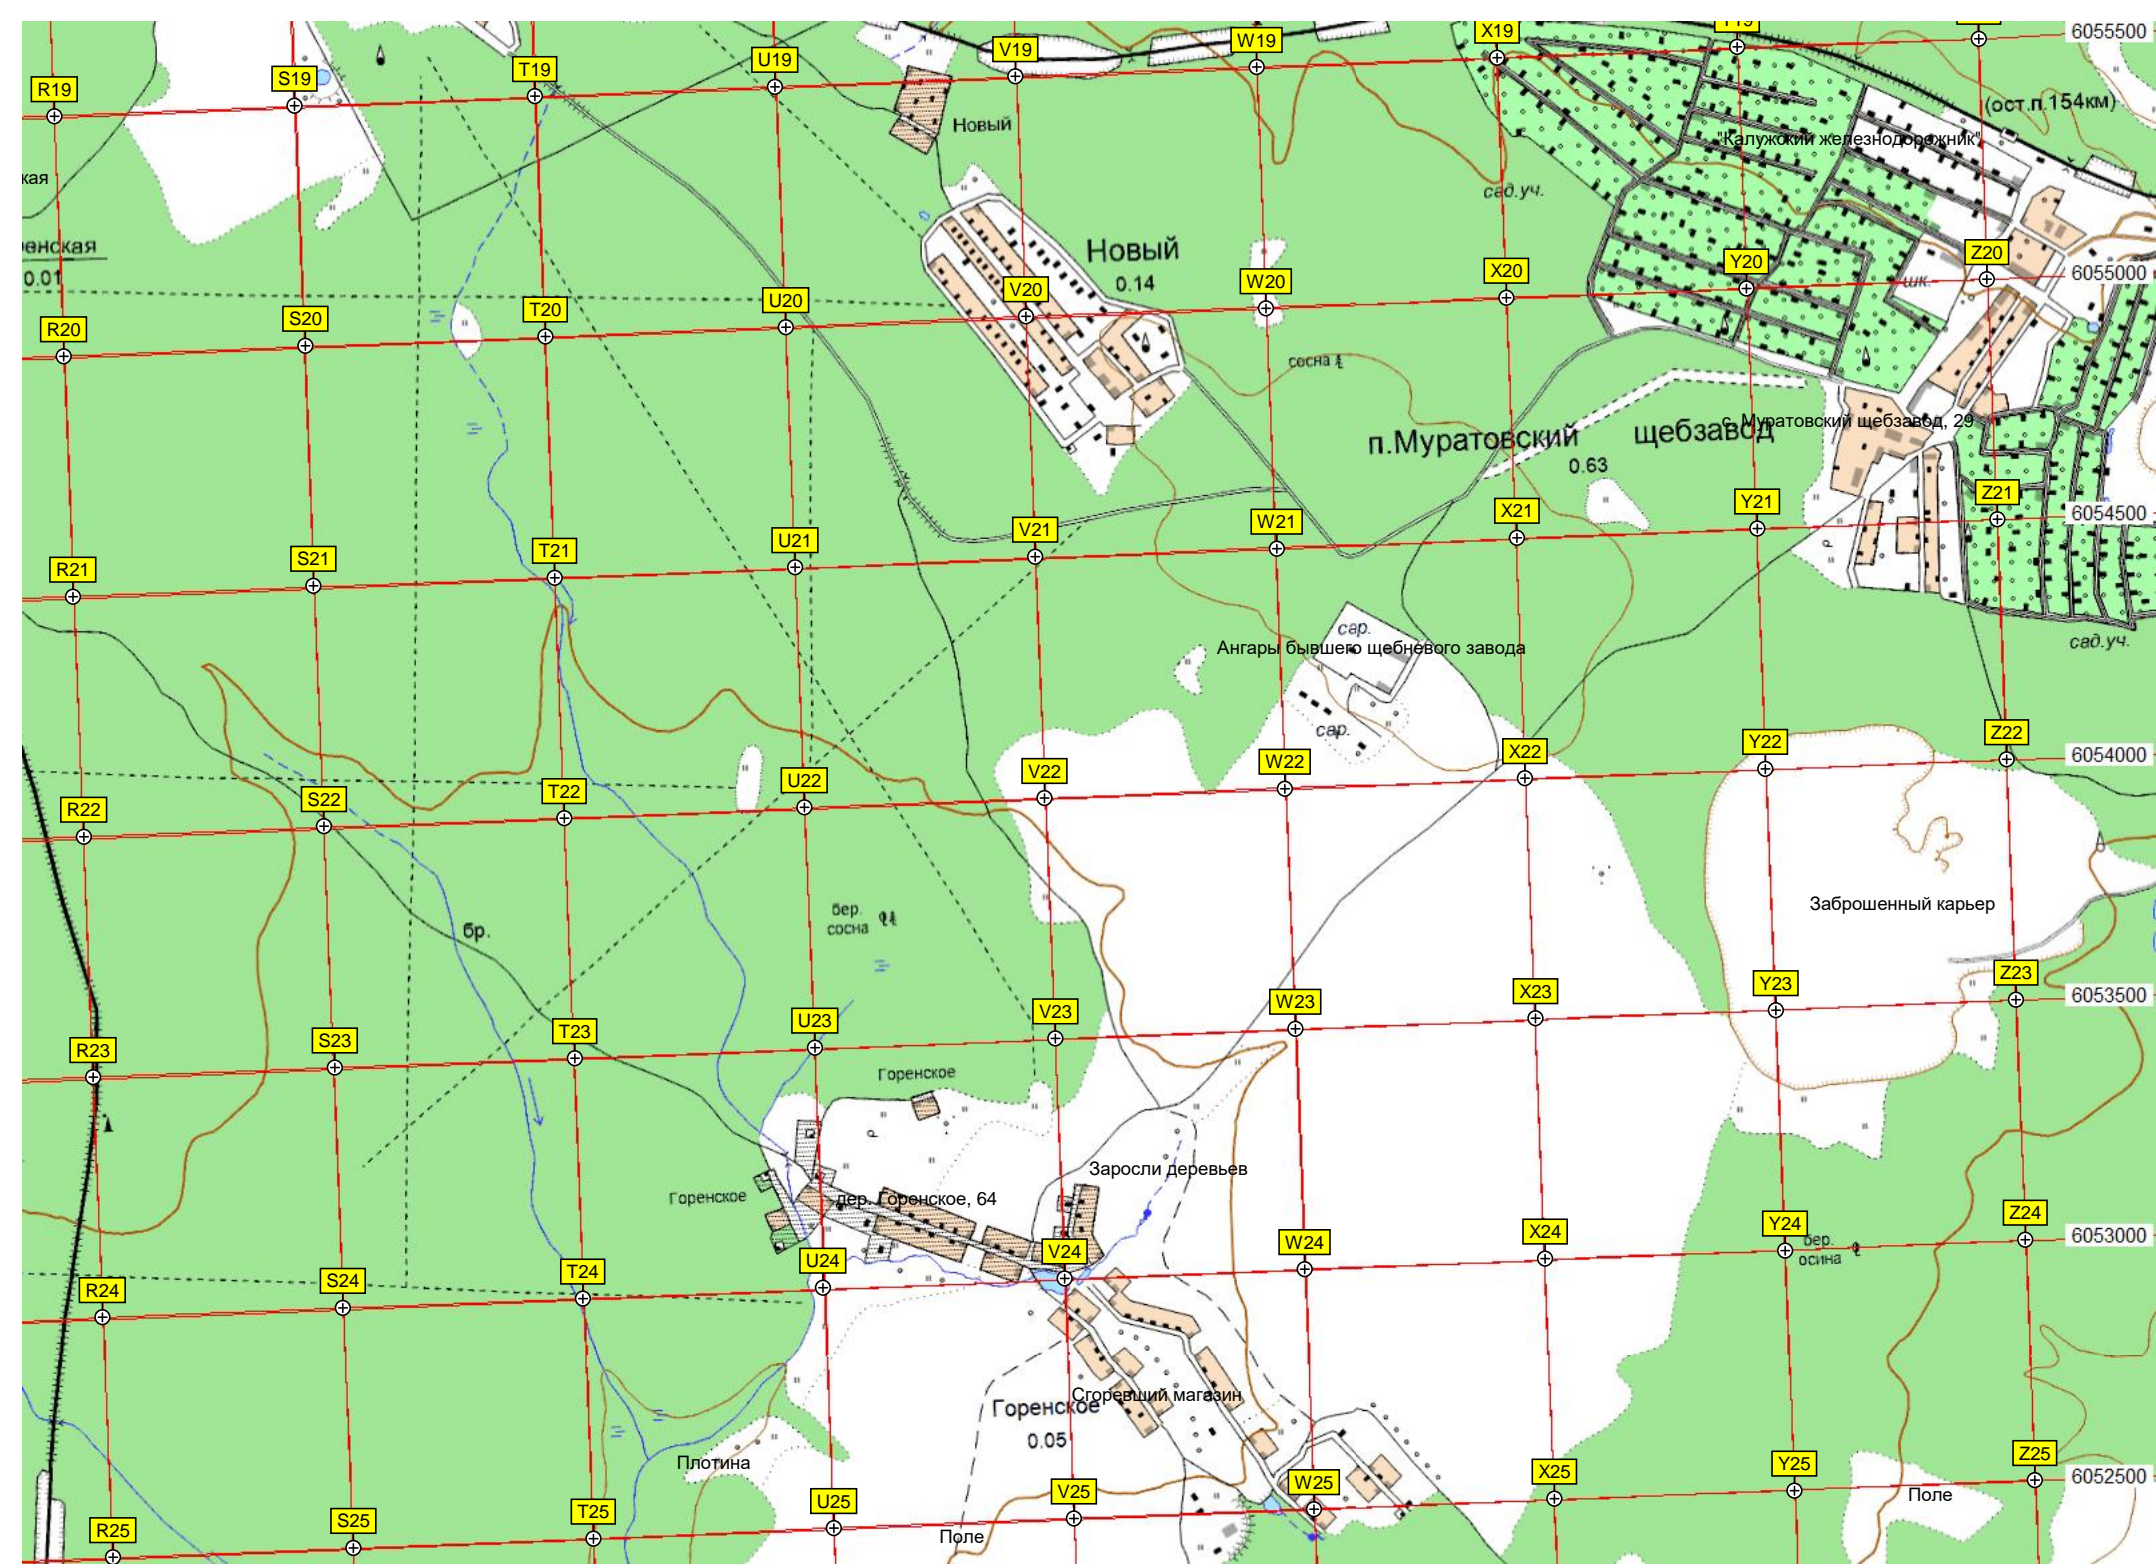 X19
6055500
V19
W19
U19
T19
S19
R19
(ост.п.154км)
Новый
"Калужский железнодорожник"
сад.уч.
Новый
0.14
0.01
Z20
6055000
Y20
X20
W20
V20
U20
T20
S20
R20
шк.
сосна
с. Муратовский щебзавод, 29
п.Муратовский щебзавод
0.63
Z21
6054500
Y21
X21
W21
V21
U21
T21
S21
R21
сар.
сад.уч.
Ангары бывшего щебневого завода
сар.
Z22
6054000
Y22
X22
W22
V22
U22
T22
S22
R22
бер.
сосна
бр.
Заброшенный карьер
Z23
6053500
Y23
X23
W23
V23
U23
T23
S23
R23
Горенское
Заросли деревьев
Горенское
дер. Горенское, 64
Z24
6053000
Y24
X24
W24
V24
U24
T24
S24
R24
бер.
осина
Сгоревший магазин
Горенское
0.05
Плотина
Z25
6052500
Y25
X25
W25
V25
U25
T25
S25
R25
Поле
Поле